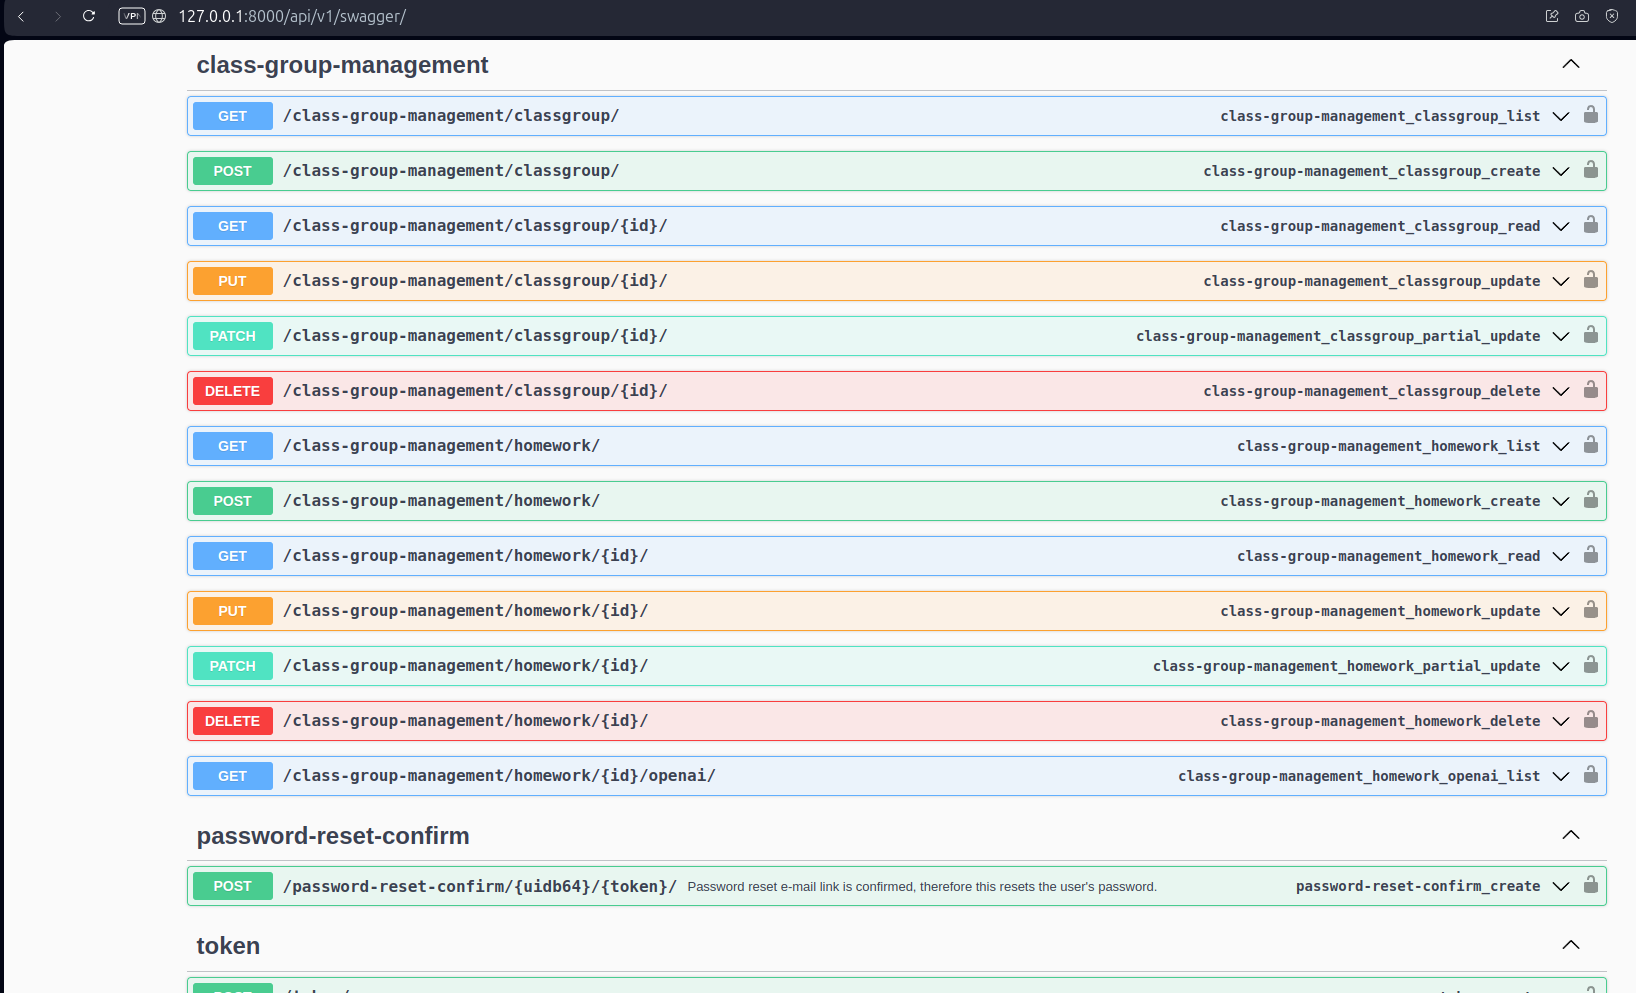 VPN 127.0.0.1:8000/api/v1/swagger/
class-group-management
GET /class-group-management/classgroup/ class-group-management_classgroup_list
POST /class-group-management/classgroup/ class-group-management_classgroup_create
GET /class-group-management/classgroup/{id}/ class-group-management_classgroup_read
PUT /class-group-management/classgroup/{id}/ class-group-management_classgroup_update
PATCH /class-group-management/classgroup/{id}/ class-group-management_classgroup_partial_update
DELETE /class-group-management/classgroup/{id}/ class-group-management_classgroup_delete
GET /class-group-management/homework/ class-group-management_homework_list
POST /class-group-management/homework/ class-group-management_homework_create
GET /class-group-management/homework/{id}/ class-group-management_homework_read
PUT /class-group-management/homework/{id}/ class-group-management_homework_update
PATCH /class-group-management/homework/{id}/ class-group-management_homework_partial_update
DELETE /class-group-management/homework/{id}/ class-group-management_homework_delete
GET /class-group-management/homework/{id}/openai/ class-group-management_homework_openai_list
password-reset-confirm
POST /password-reset-confirm/{uidb64}/{token}/ Password reset e-mail link is confirmed, therefore this resets the user's password. password-reset-confirm_create
token